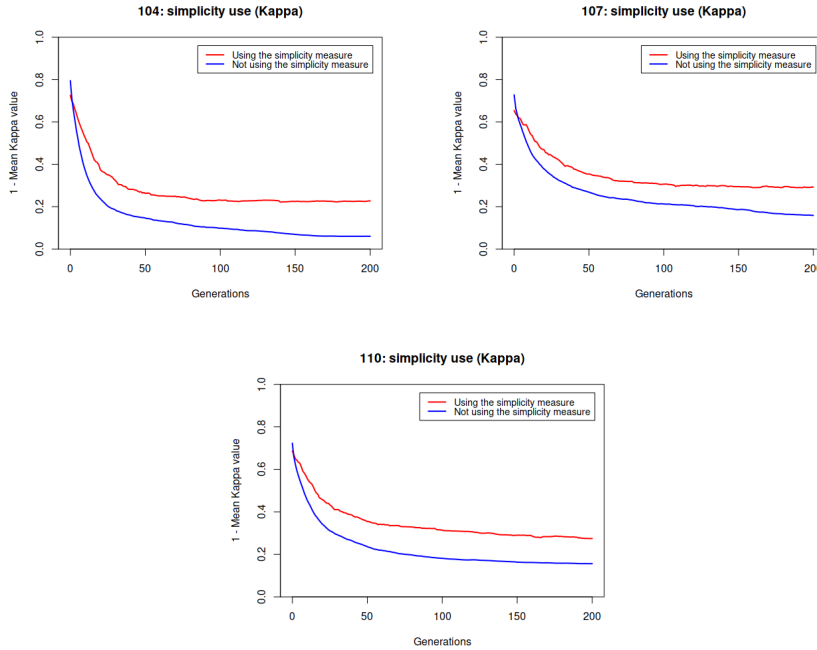 104: simplicity use (Kappa)
1.0
0.8
0.6
0.4
0.2
0.0
1 - Mean Kappa value
Using the simplicity measure
Not using the simplicity measure
0 50 100 150 200
Generations
107: simplicity use (Kappa)
1.0
0.8
0.6
0.4
0.2
0.0
1 - Mean Kappa value
Using the simplicity measure
Not using the simplicity measure
0 50 100 150 200
Generations
110: simplicity use (Kappa)
1.0
0.8
0.6
0.4
0.2
0.0
1 - Mean Kappa value
Using the simplicity measure
Not using the simplicity measure
0 50 100 150 200
Generations